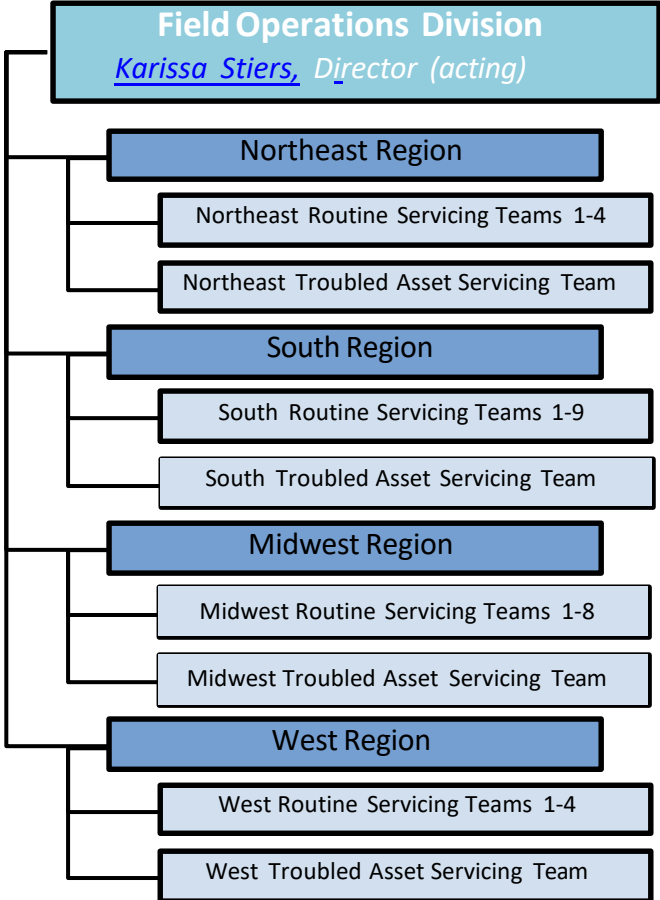 Field Operations Division
Karissa Stiers, Director (acting)
Northeast Region
Northeast Routine Servicing Teams 1-4
Northeast Troubled Asset Servicing Team
South Region
South Routine Servicing Teams 1-9
South Troubled Asset Servicing Team
Midwest Region
Midwest Routine Servicing Teams 1-8
Midwest Troubled Asset Servicing Team
West Region
West Routine Servicing Teams 1-4
West Troubled Asset Servicing Team